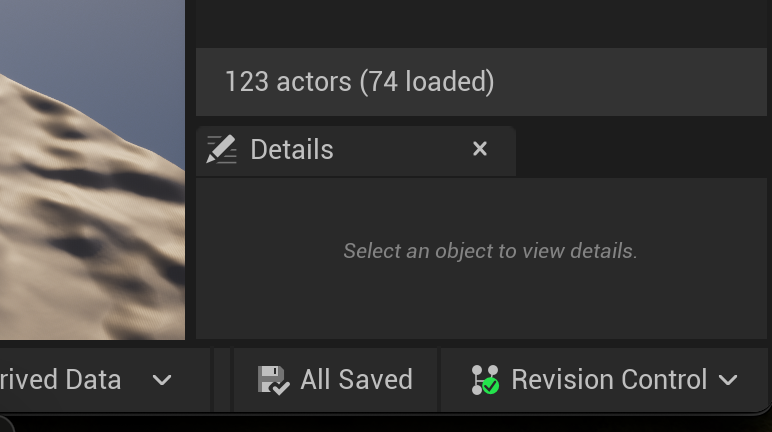 123 actors (74 loaded)
Details
Select an object to view details.
rived Data
All Saved
Revision Control